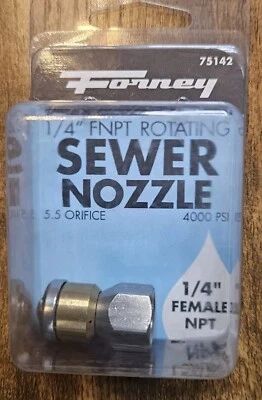 75142
Forney
1/4" FNPT ROTATING
SEWER
NOZZLE
5.5 ORIFICE 4000 PSI
1/4"
FEMALE
NPT